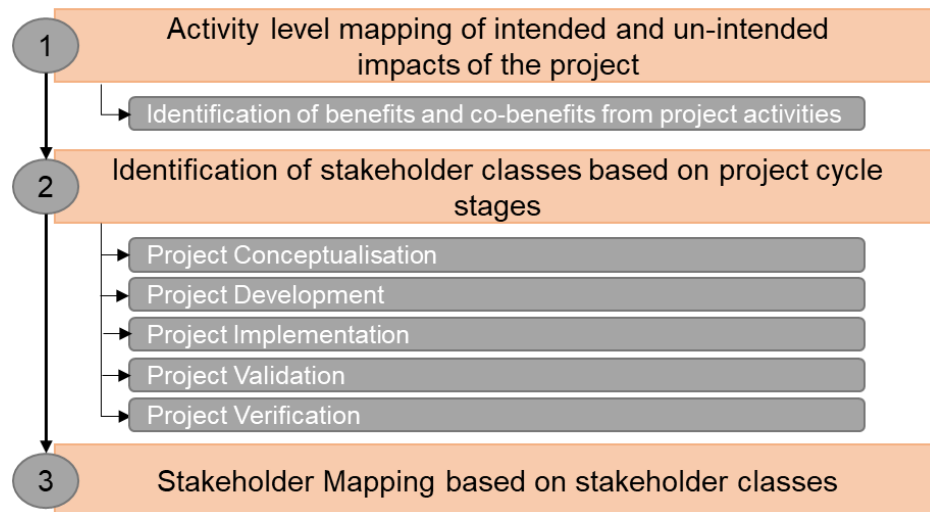 1
Activity level mapping of intended and un-intended
impacts of the project
Identification of benefits and co-benefits from project activities
2
Identification of stakeholder classes based on project cycle
stages
Project Conceptualisation
Project Development
Project Implementation
Project Validation
Project Verification
3
Stakeholder Mapping based on stakeholder classes